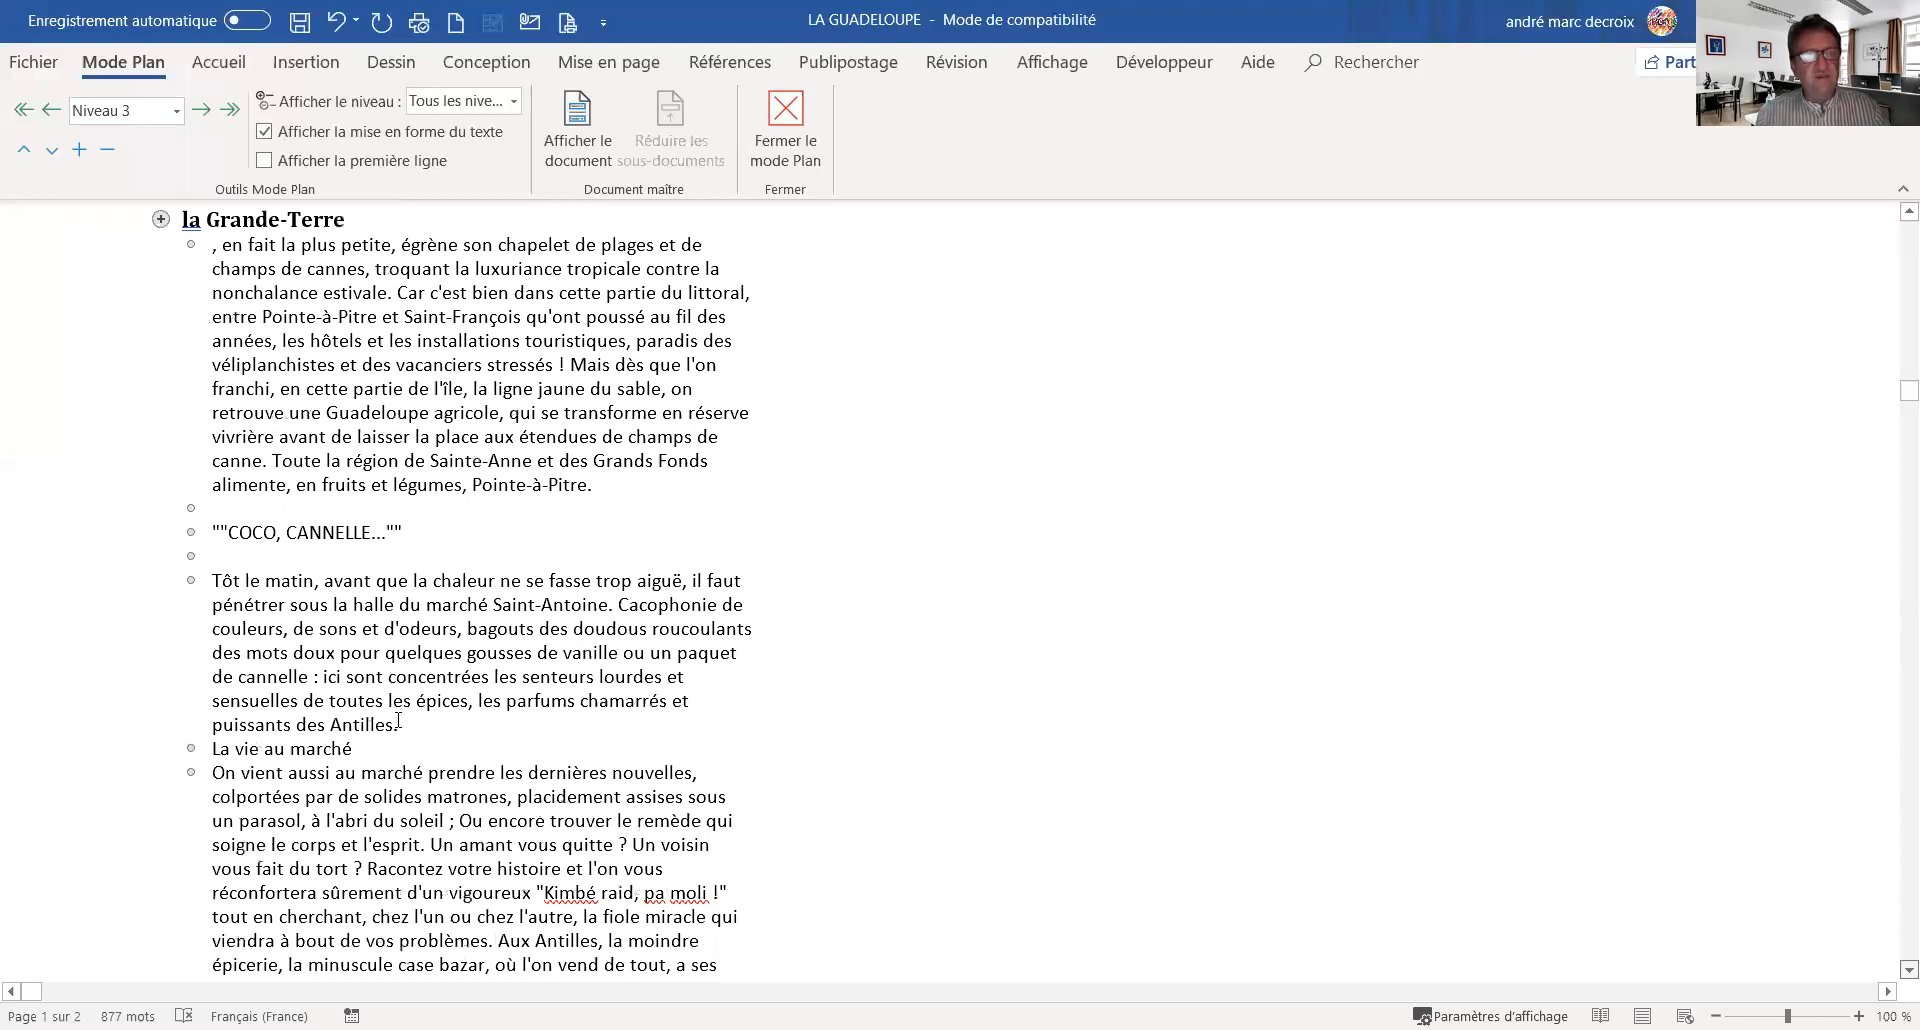 Enregistrement automatique
LA GUADELOUPE - Mode de compatibilité
andré marc decroix
Fichier Mode Plan Accueil Insertion Dessin Conception Mise en page Références Publipostage Révision Affichage Développeur Aide Rechercher
Part
Niveau 3
Afficher le niveau : Tous les nive...
Afficher la mise en forme du texte
Afficher la première ligne
Outils Mode Plan
Afficher le
document
Réduire les
sous-documents
Document maître
Fermer le
mode Plan
Fermer
la Grande-Terre
, en fait la plus petite, égrène son chapelet de plages et de
champs de cannes, troquant la luxuriance tropicale contre la
nonchalance estivale. Car c'est bien dans cette partie du littoral,
entre Pointe-à-Pitre et Saint-François qu'ont poussé au fil des
années, les hôtels et les installations touristiques, paradis des
véliplanchistes et des vacanciers stressés ! Mais dès que l'on
franchi, en cette partie de l'île, la ligne jaune du sable, on
retrouve une Guadeloupe agricole, qui se transforme en réserve
vivrière avant de laisser la place aux étendues de champs de
canne. Toute la région de Sainte-Anne et des Grands Fonds
alimente, en fruits et légumes, Pointe-à-Pitre.
""COCO, CANNELLE...""
Tôt le matin, avant que la chaleur ne se fasse trop aiguë, il faut
pénétrer sous la halle du marché Saint-Antoine. Cacophonie de
couleurs, de sons et d'odeurs, bagouts des doudous roucoulants
des mots doux pour quelques gousses de vanille ou un paquet
de cannelle : ici sont concentrées les senteurs lourdes et
sensuelles de toutes les épices, les parfums chamarrés et
puissants des Antilles.
La vie au marché
On vient aussi au marché prendre les dernières nouvelles,
colportées par de solides matrones, placidement assises sous
un parasol, à l'abri du soleil ; Ou encore trouver le remède qui
soigne le corps et l'esprit. Un amant vous quitte ? Un voisin
vous fait du tort ? Racontez votre histoire et l'on vous
réconfortera sûrement d'un vigoureux "Kimbé raid, pa moli !"
tout en cherchant, chez l'un ou chez l'autre, la fiole miracle qui
viendra à bout de vos problèmes. Aux Antilles, la moindre
épicerie, la minuscule case bazar, où l'on vend de tout, a ses
Page 1 sur 2 877 mots Français (France) Paramètres d'affichage 100 %